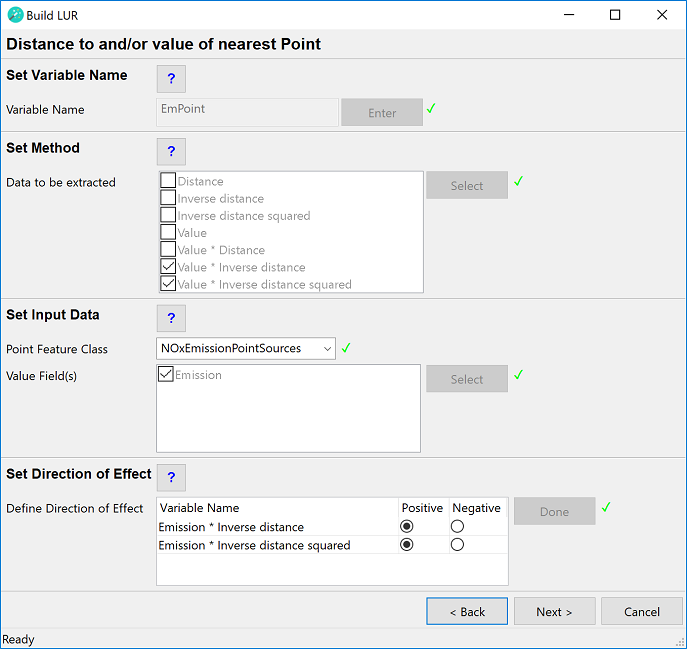 Build LUR
Distance to and/or value of nearest Point
Set Variable Name ?
Variable Name EmPoint Enter ✓
Set Method ?
Data to be extracted Distance Select ✓
Inverse distance
Inverse distance squared
Value
Value * Distance
Value * Inverse distance
Value * Inverse distance squared
Set Input Data ?
Point Feature Class NOxEmissionPointSources ✓
Value Field(s) Emission Select ✓
Set Direction of Effect ?
Define Direction of Effect Variable Name Positive Negative Done ✓
Emission * Inverse distance
Emission * Inverse distance squared
< Back Next > Cancel
Ready